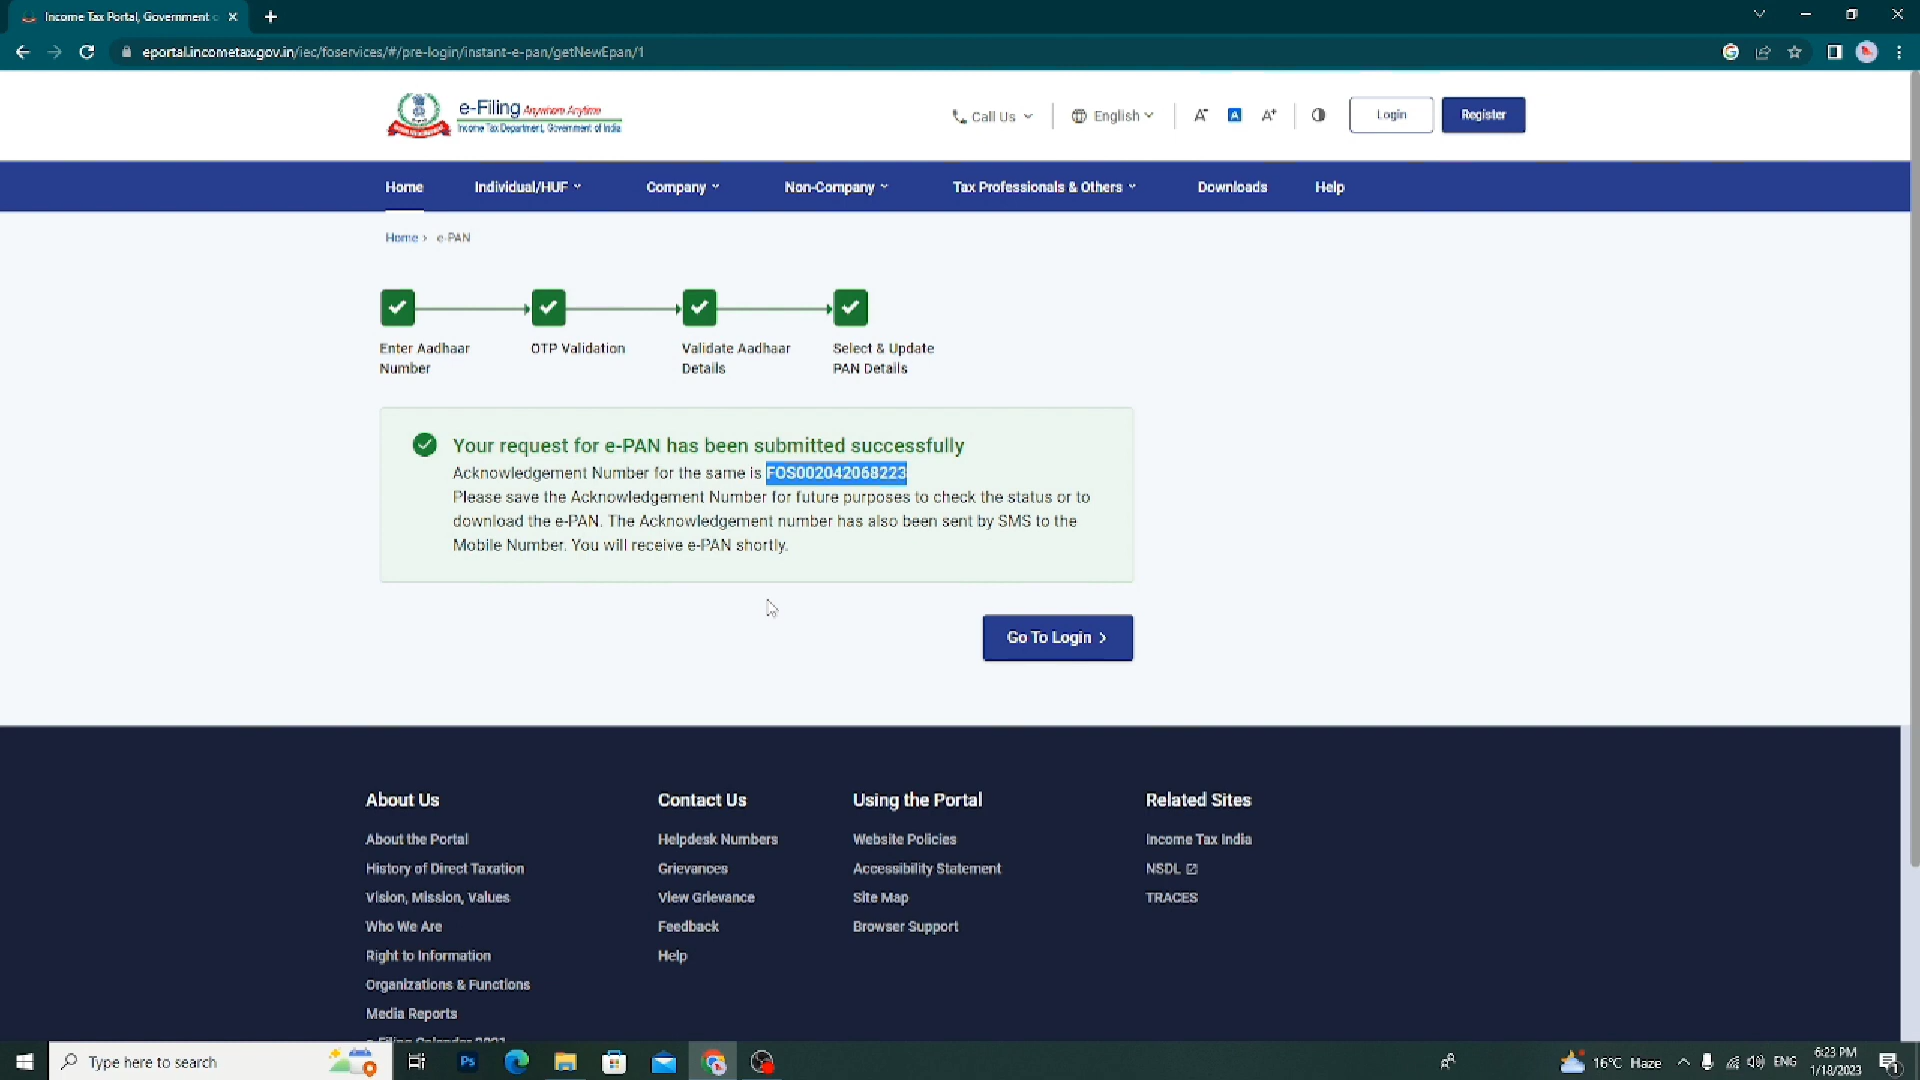 Income Tax Portal, Government o
eportal.incometax.gov.in/iec/foservices/#/pre-login/instant-e-pan/getNewEpan/1
e-Filing Anywhere Anytime
Income Tax Department, Government of India
Call Us
English
A-
A
A+
Login
Register
Home
Individual/HUF
Company
Non-Company
Tax Professionals & Others
Downloads
Help
Home > e-PAN
Enter Aadhaar
Number
OTP Validation
Validate Aadhaar
Details
Select & Update
PAN Details
Your request for e-PAN has been submitted successfully
Acknowledgement Number for the same is FOS002042068223
Please save the Acknowledgement Number for future purposes to check the status or to
download the e-PAN. The Acknowledgement number has also been sent by SMS to the
Mobile Number. You will receive e-PAN shortly.
Go To Login >
About Us
About the Portal
History of Direct Taxation
Vision, Mission, Values
Who We Are
Right to Information
Organizations & Functions
Media Reports
Contact Us
Helpdesk Numbers
Grievances
View Grievance
Feedback
Help
Using the Portal
Website Policies
Accessibility Statement
Site Map
Browser Support
Related Sites
Income Tax India
NSDL
TRACES
Type here to search
Ps
16°C Haze
ENG
6:23 PM
1/18/2023
1